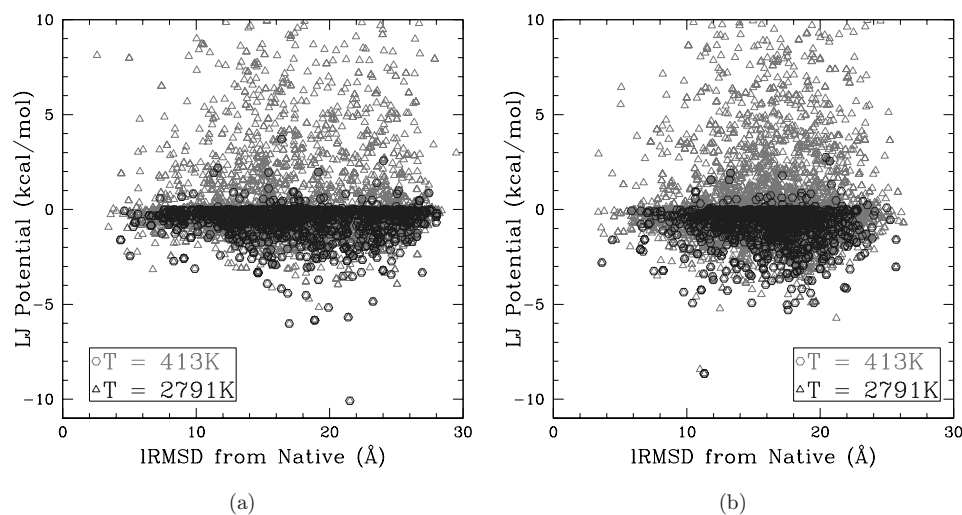 10
5
0
−5
−10
LJ Potential (kcal/mol)
T = 413K
T = 2791K
0 10 20 30
lRMSD from Native (Å)
(a)
10
5
0
−5
−10
LJ Potential (kcal/mol)
T = 413K
T = 2791K
0 10 20 30
lRMSD from Native (Å)
(b)